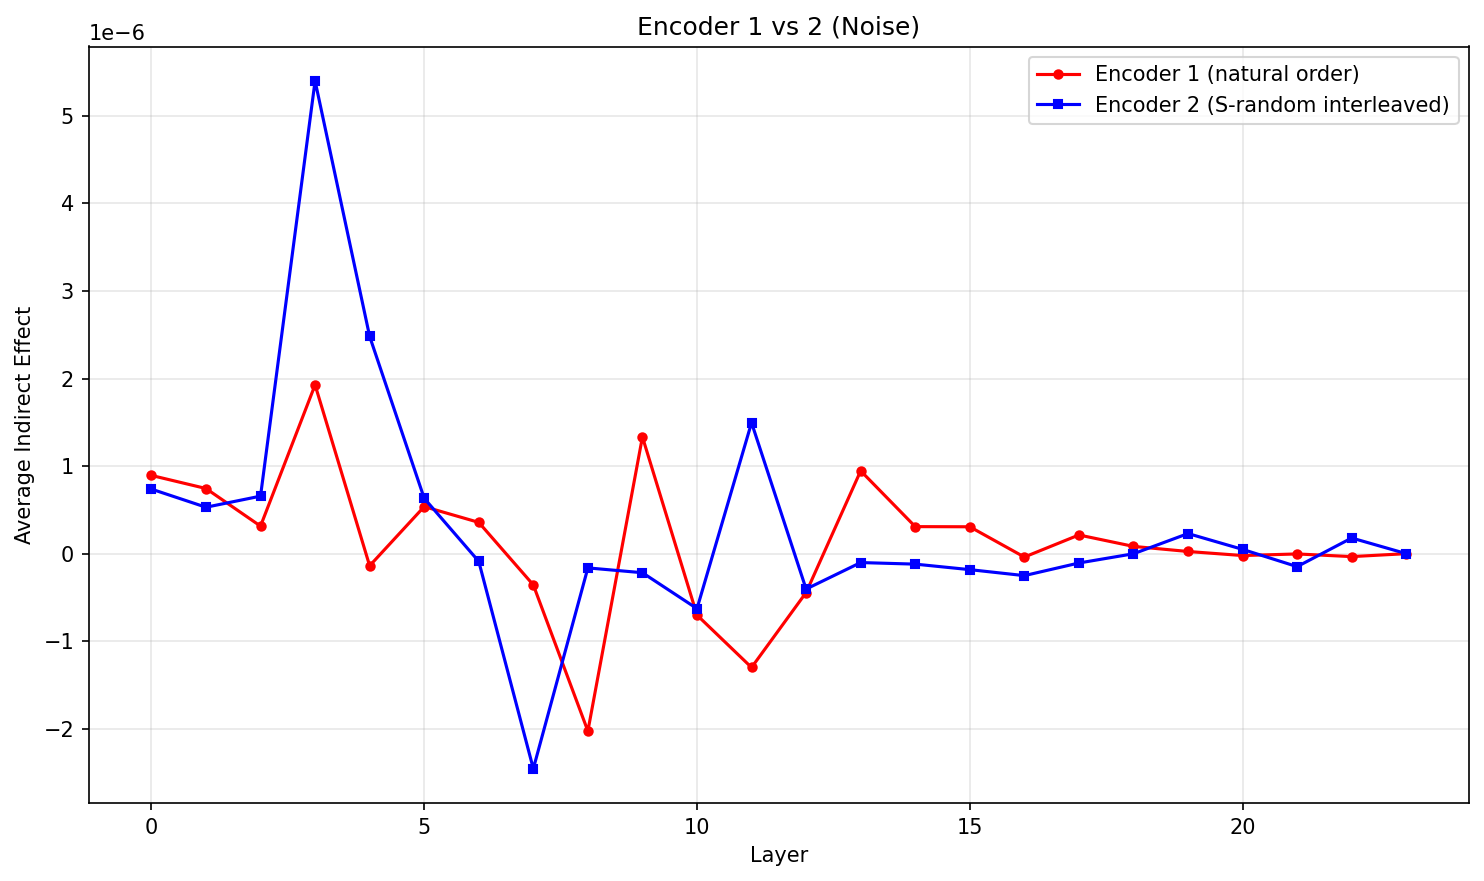 Encoder 1 vs 2 (Noise)
1e−6
Encoder 1 (natural order)
Encoder 2 (S-random interleaved)
5
4
3
2
1
0
−1
−2
Average Indirect Effect
0 5 10 15 20
Layer